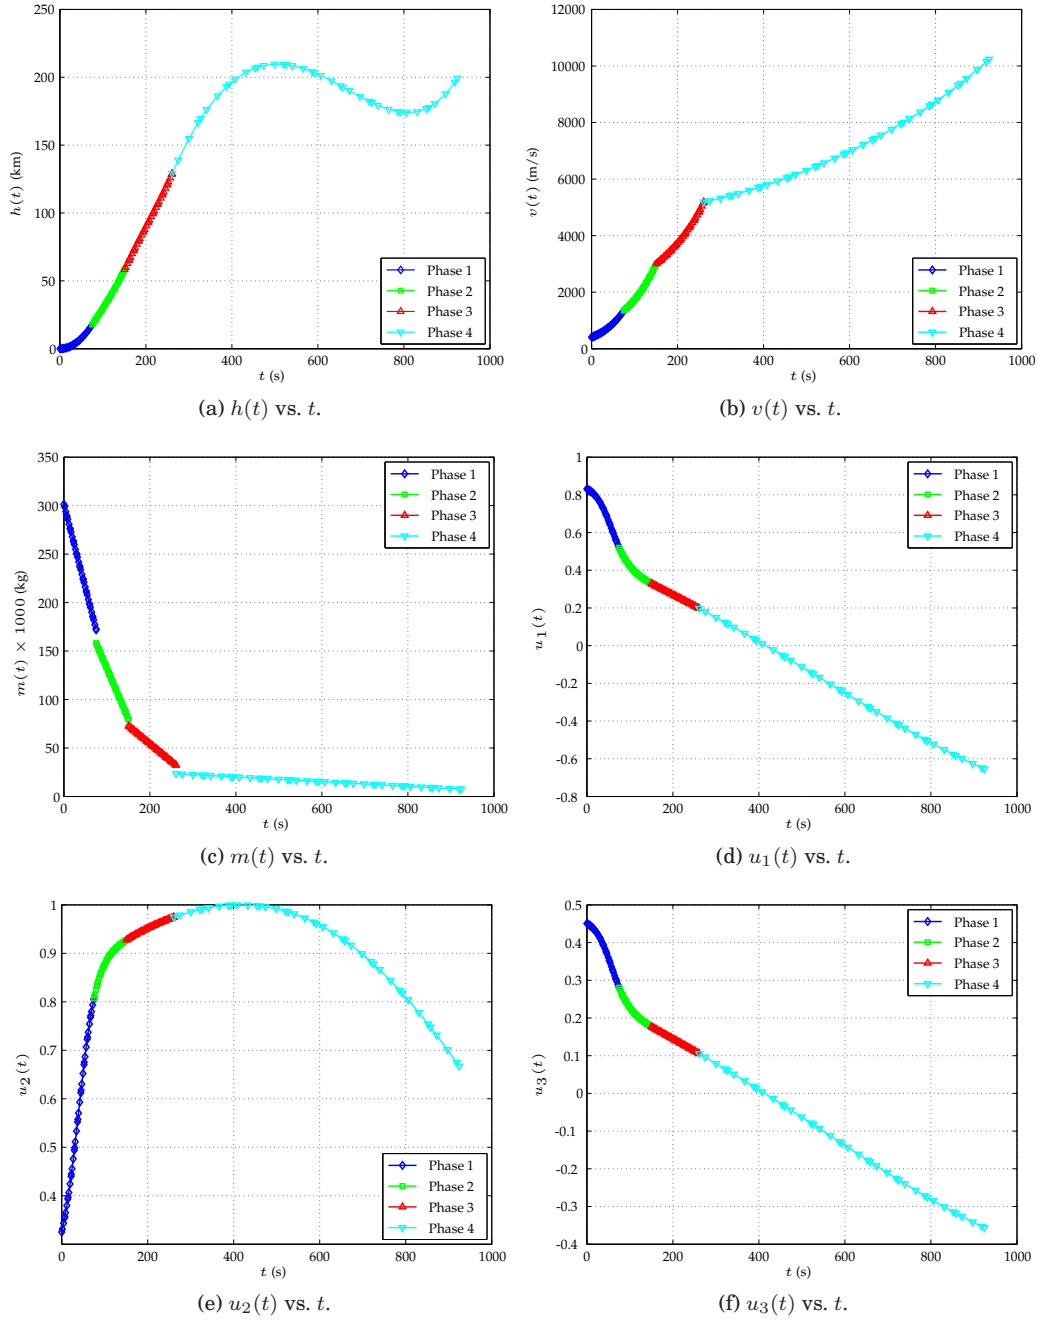 250
200
150
100
50
0
h(t) (km)
0 200 400 600 800 1000
t (s)
Phase 1
Phase 2
Phase 3
Phase 4
(a) h(t) vs. t.
12000
10000
8000
6000
4000
2000
0
v(t) (m/s)
0 200 400 600 800 1000
t (s)
Phase 1
Phase 2
Phase 3
Phase 4
(b) v(t) vs. t.
350
300
250
200
150
100
50
0
m(t) × 1000 (kg)
0 200 400 600 800 1000
t (s)
Phase 1
Phase 2
Phase 3
Phase 4
(c) m(t) vs. t.
1
0.8
0.6
0.4
0.2
0
-0.2
-0.4
-0.6
-0.8
u₁(t)
0 200 400 600 800 1000
t (s)
Phase 1
Phase 2
Phase 3
Phase 4
(d) u₁(t) vs. t.
1
0.9
0.8
0.7
0.6
0.5
0.4
u₂(t)
0 200 400 600 800 1000
t (s)
Phase 1
Phase 2
Phase 3
Phase 4
(e) u₂(t) vs. t.
0.5
0.4
0.3
0.2
0.1
0
-0.1
-0.2
-0.3
-0.4
u₃(t)
0 200 400 600 800 1000
t (s)
Phase 1
Phase 2
Phase 3
Phase 4
(f) u₃(t) vs. t.